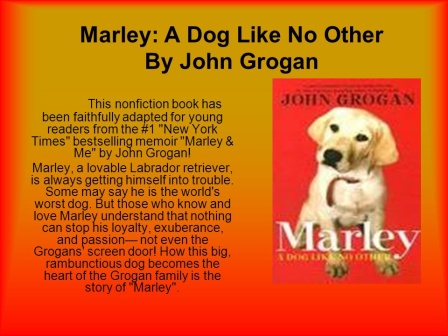 Marley: A Dog Like No Other
By John Grogan
This nonfiction book has
been faithfully adapted for young
readers from the #1 "New York
Times" bestselling memoir "Marley &
Me" by John Grogan!
Marley, a lovable Labrador retriever,
is always getting himself into trouble.
Some may say he is the world's
worst dog. But those who know and
love Marley understand that nothing
can stop his loyalty, exuberance,
and passion— not even the
Grogans' screen door! How this big,
rambunctious dog becomes the
heart of the Grogan family is the
story of "Marley".
JOHN GROGAN
Marley
A DOG LIKE NO OTHER